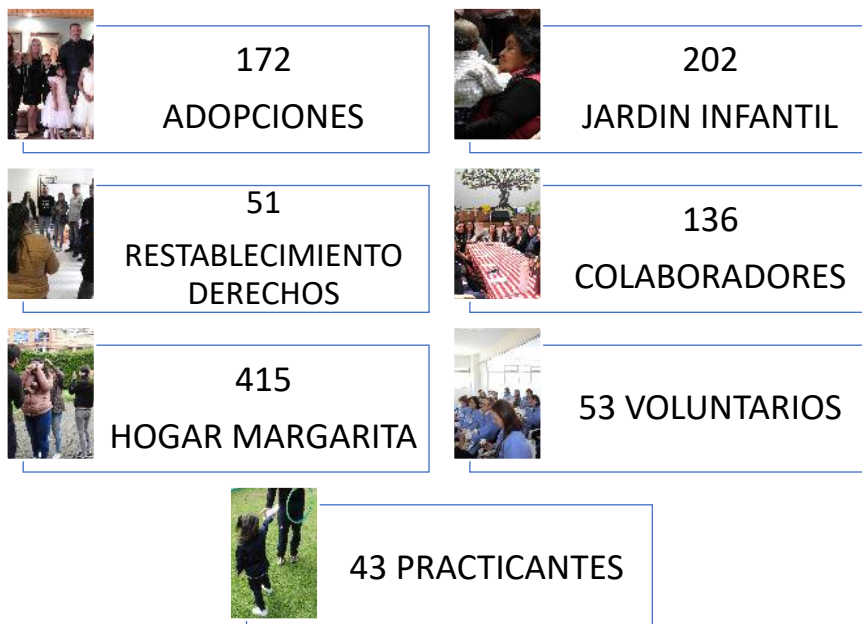 172
ADOPCIONES
202
JARDIN INFANTIL
51
RESTABLECIMIENTO
DERECHOS
136
COLABORADORES
415
HOGAR MARGARITA
53 VOLUNTARIOS
43 PRACTICANTES